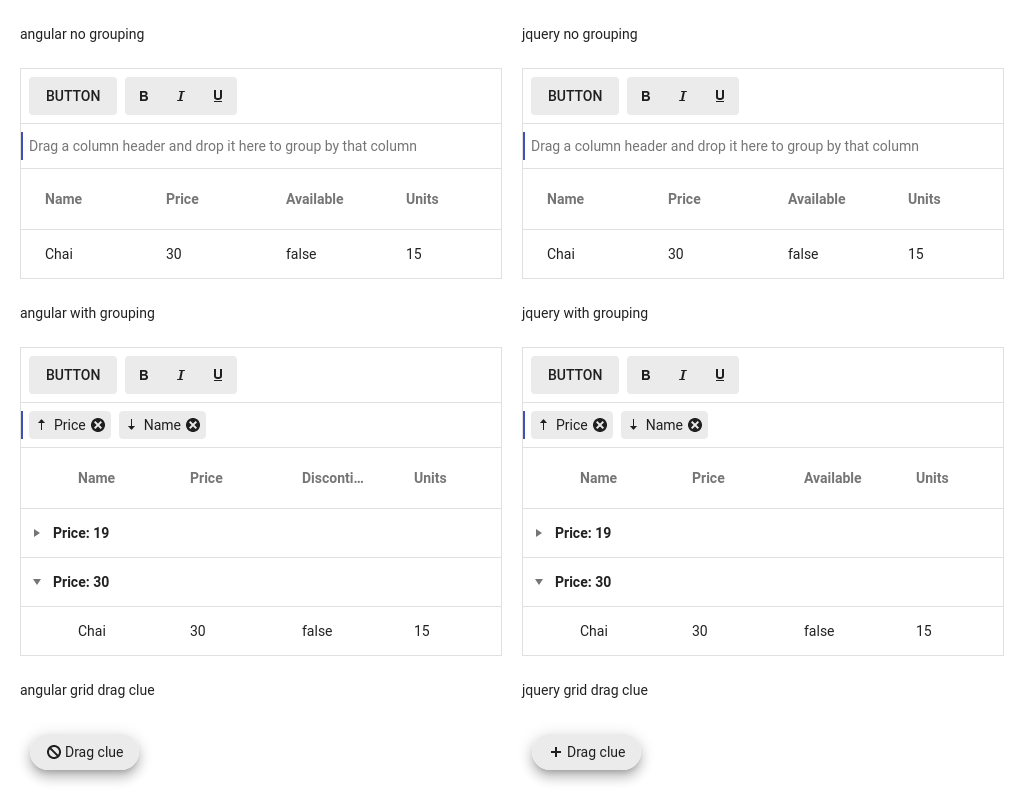 angular no grouping
BUTTON B I U
Drag a column header and drop it here to group by that column
Name Price Available Units
Chai 30 false 15
jquery no grouping
BUTTON B I U
Drag a column header and drop it here to group by that column
Name Price Available Units
Chai 30 false 15
angular with grouping
BUTTON B I U
Price Name
Name Price Disconti... Units
Price: 19
Price: 30
Chai 30 false 15
jquery with grouping
BUTTON B I U
Price Name
Name Price Available Units
Price: 19
Price: 30
Chai 30 false 15
angular grid drag clue
Drag clue
jquery grid drag clue
Drag clue